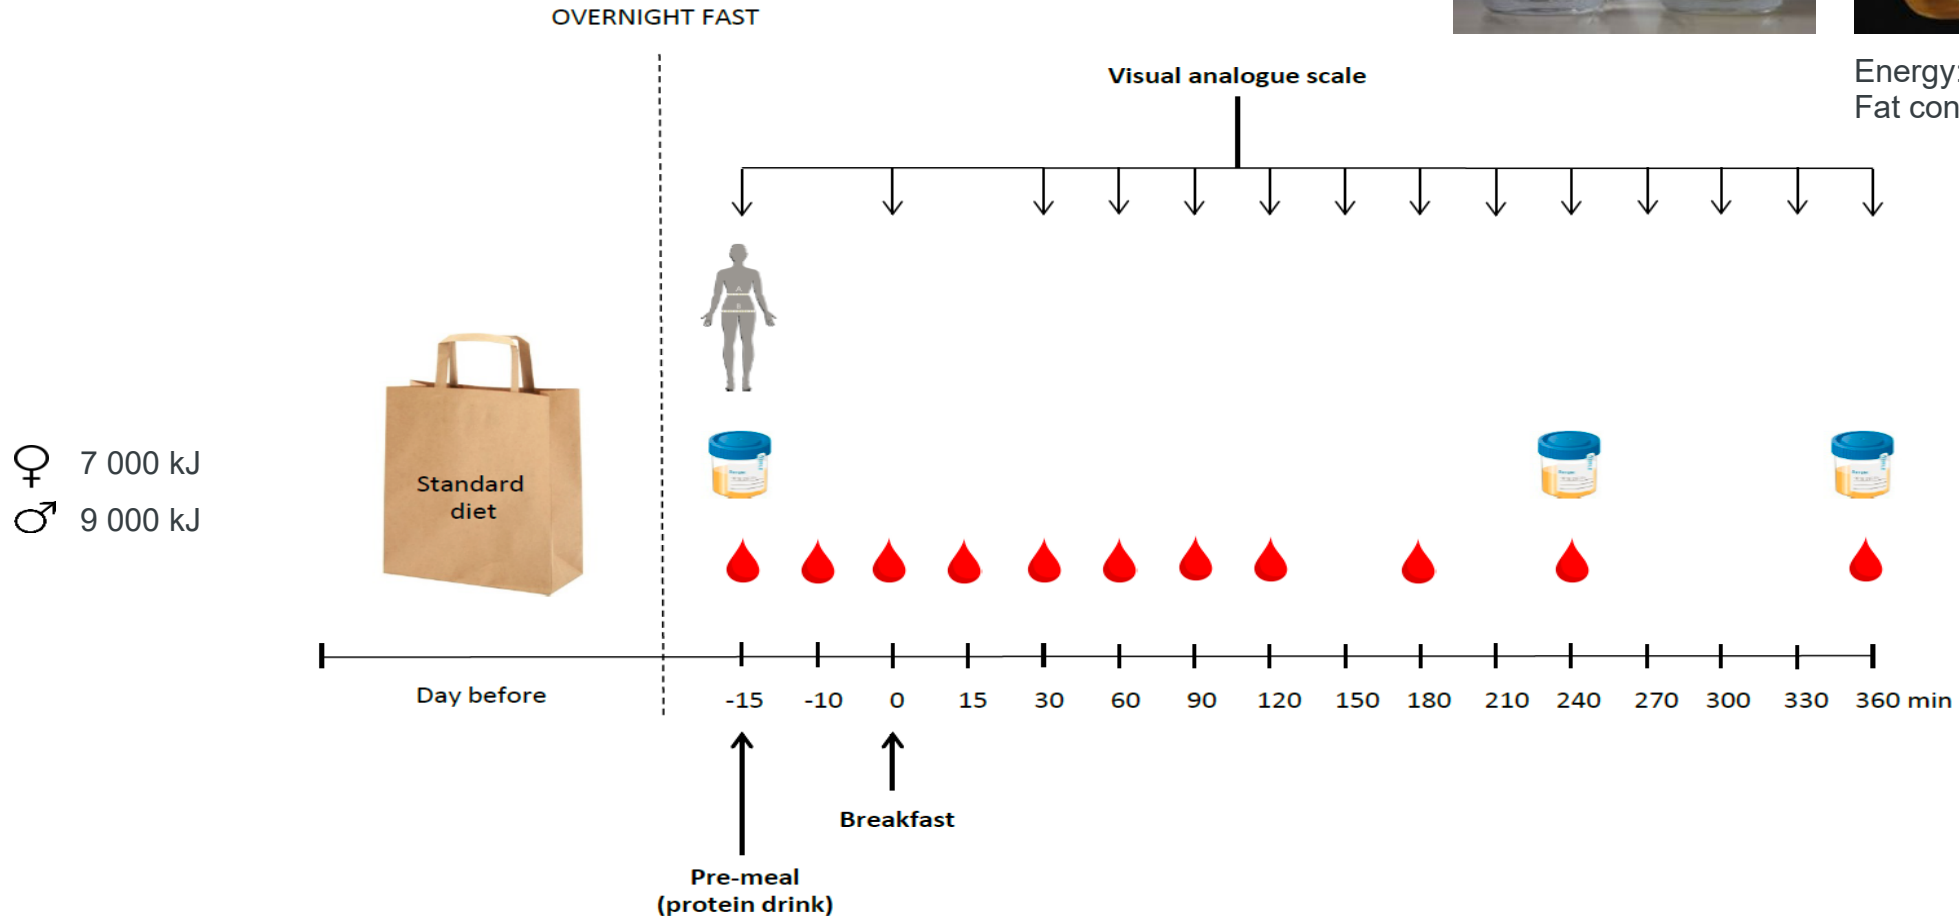 OVERNIGHT FAST
Energy:
Fat con
Visual analogue scale
♀ 7 000 kJ
♂ 9 000 kJ
Standard
diet
A
B
Day before
-15 -10 0 15 30 60 90 120 150 180 210 240 270 300 330 360 min
Breakfast
Pre-meal
(protein drink)